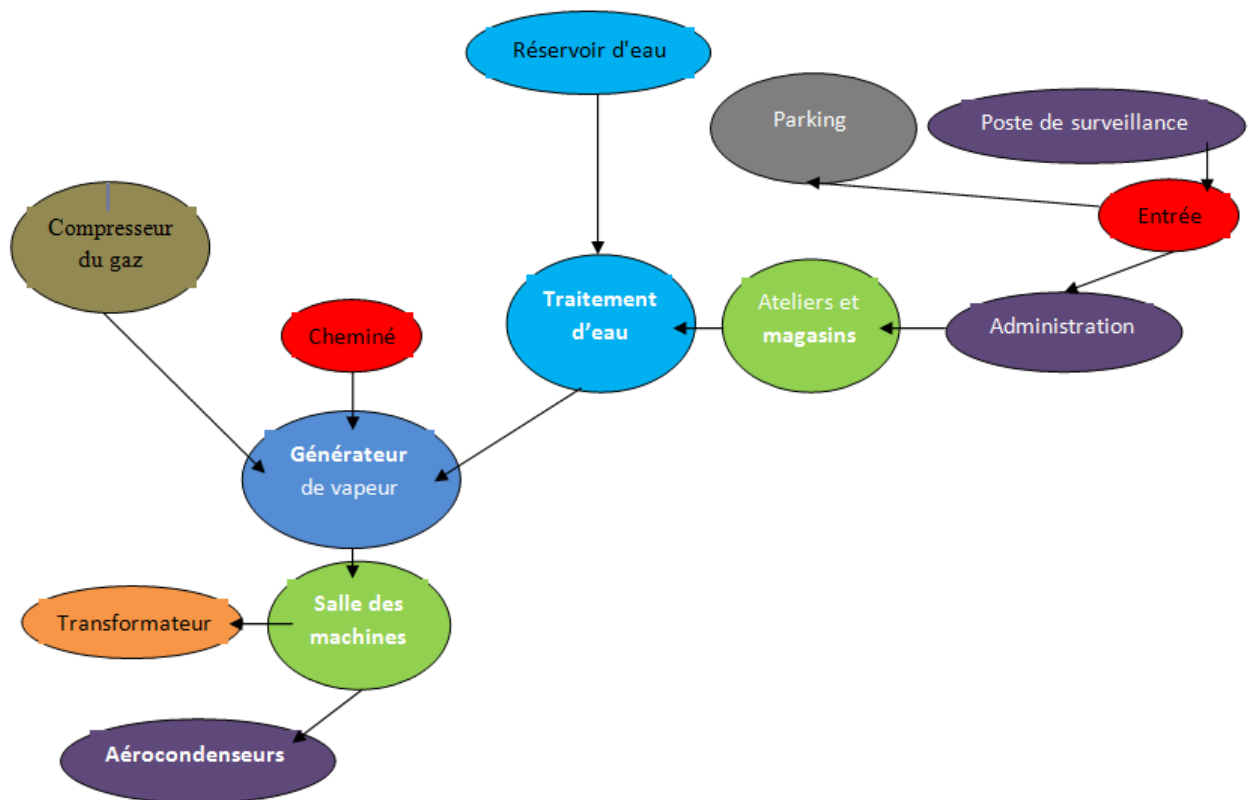 Réservoir d'eau
Parking
Poste de surveillance
Entrée
Compresseur
du gaz
Traitement
d’eau
Ateliers et
magasins
Administration
Cheminé
Générateur
de vapeur
Salle des
machines
Transformateur
Aérocondenseurs